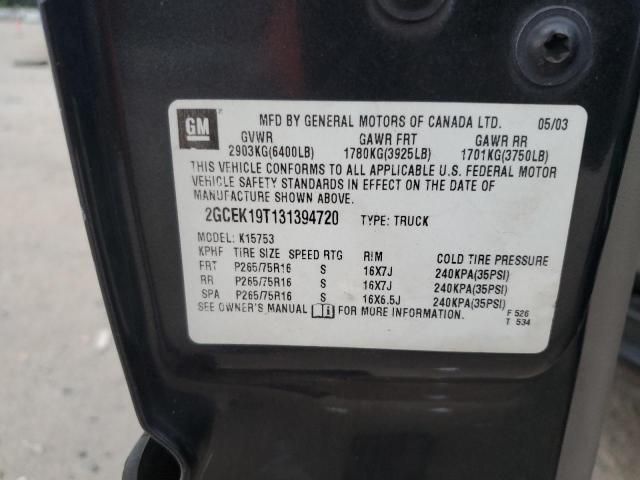 GM
MFD BY GENERAL MOTORS OF CANADA LTD. 05/03
GVWR GAWR FRT GAWR RR
2903KG(6400LB) 1780KG(3925LB) 1701KG(3750LB)
THIS VEHICLE CONFORMS TO ALL APPLICABLE U.S. FEDERAL MOTOR
VEHICLE SAFETY STANDARDS IN EFFECT ON THE DATE OF
MANUFACTURE SHOWN ABOVE.
2GCEK19T131394720 TYPE: TRUCK
MODEL: K15753
KPHF TIRE SIZE SPEED RTG RIM COLD TIRE PRESSURE
FRT P265/75R16 S 16X7J 240KPA(35PSI)
RR P265/75R16 S 16X7J 240KPA(35PSI)
SPA P265/75R16 S 16X6.5J 240KPA(35PSI)
SEE OWNER'S MANUAL FOR MORE INFORMATION. F 526
T 534